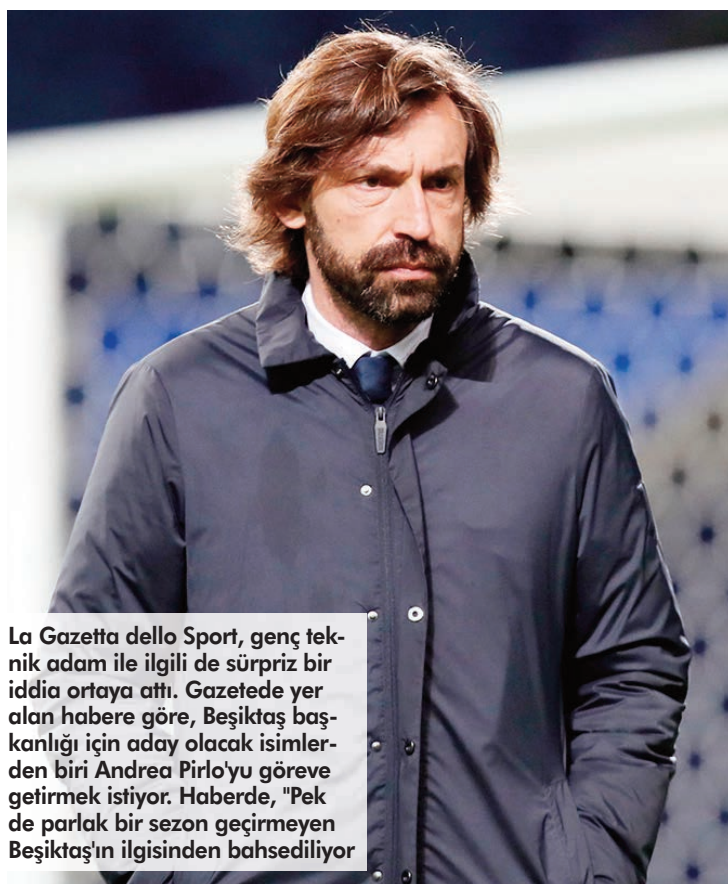 La Gazetta dello Sport, genç tek-
nik adam ile ilgili de sürpriz bir
iddia ortaya attı. Gazetede yer
alan habere göre, Beşiktaş baş-
kanlığı için aday olacak isimler-
den biri Andrea Pirlo'yu göreve
getirmek istiyor. Haberde, "Pek
de parlak bir sezon geçirmeyen
Beşiktaş'ın ilgisinden bahsediliyor